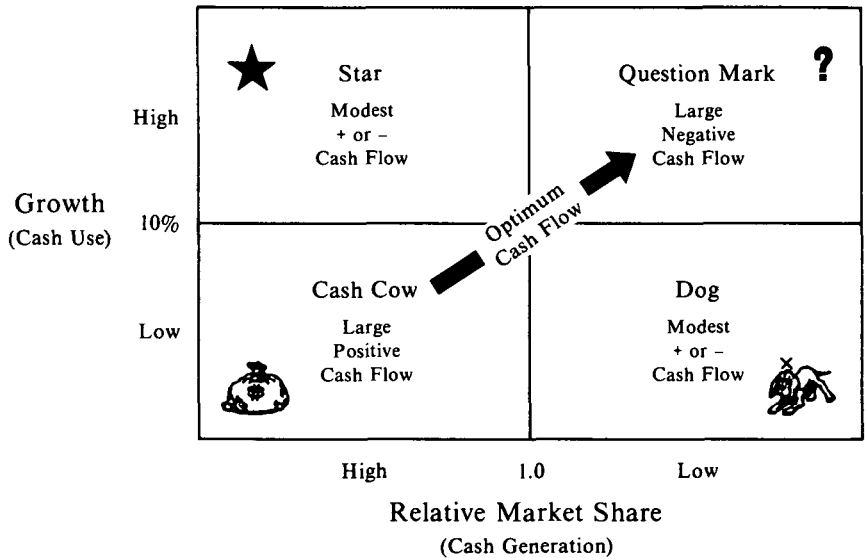 Star
?
Question Mark
Modest
+ or –
Cash Flow
Large
Negative
Cash Flow
High
Growth
(Cash Use)
10%
Optimum
Cash Flow
Cash Cow
Dog
Low
Large
Positive
Cash Flow
Modest
+ or –
Cash Flow
$
High
1.0
Low
Relative Market Share
(Cash Generation)